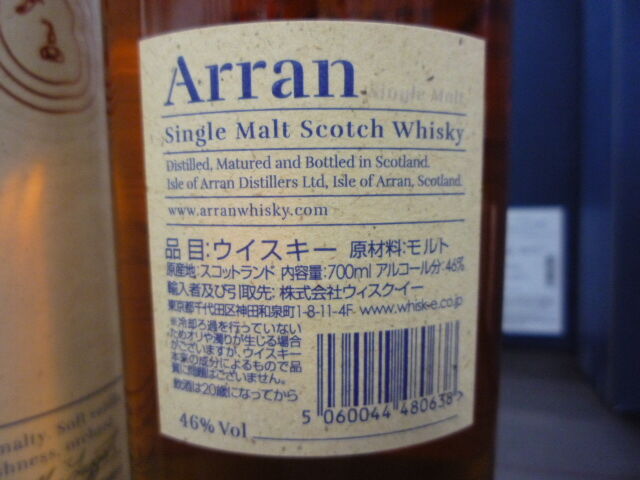 Arran
Single Malt
Single Malt Scotch Whisky
Distilled, Matured and Bottled in Scotland.
Isle of Arran Distillers Ltd, Isle of Arran, Scotland.
www.arranwhisky.com
品目:ウイスキー 原材料:モルト
原産地:スコットランド 内容量:700ml アルコール分:46%
輸入者及び引取先:株式会社ウィスク・イー
東京都千代田区神田和泉町1-8-11-4F www.whisk-e.co.jp
※冷却ろ過を行っていない
ためオリや濁りが生じる場合
がございますが、ウイスキー
本来の成分によるもので品
質に問題はございません。
飲酒は20歳になってから
5 060044 480638 >
46% Vol
malty. Soft